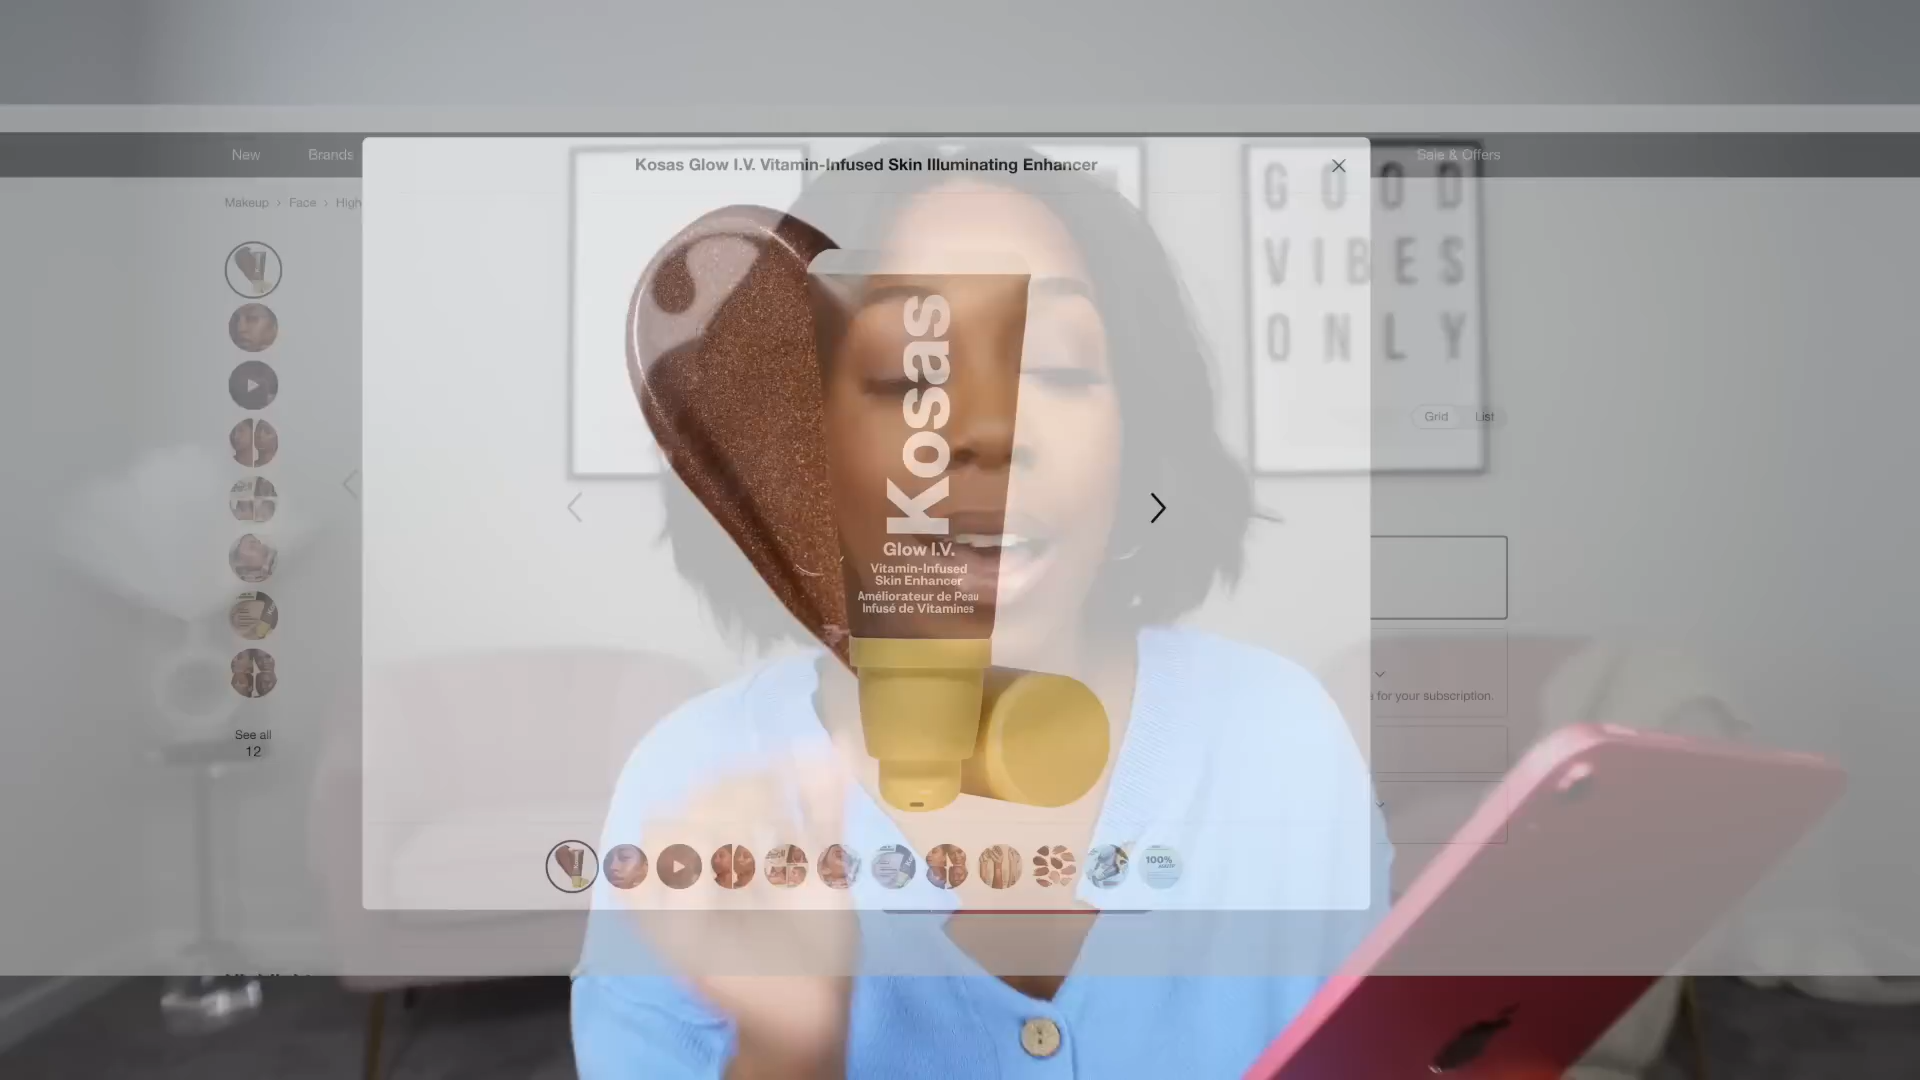 New
Brands
Sale & Offers
Kosas Glow I.V. Vitamin-Infused Skin Illuminating Enhancer
Makeup > Face > High
GOOD
VIBES
ONLY
Kosas
Glow I.V.
Vitamin-Infused
Skin Enhancer
Améliorateur de Peau
Infusé de Vitamines
Grid
List
for your subscription.
See all
12
100%